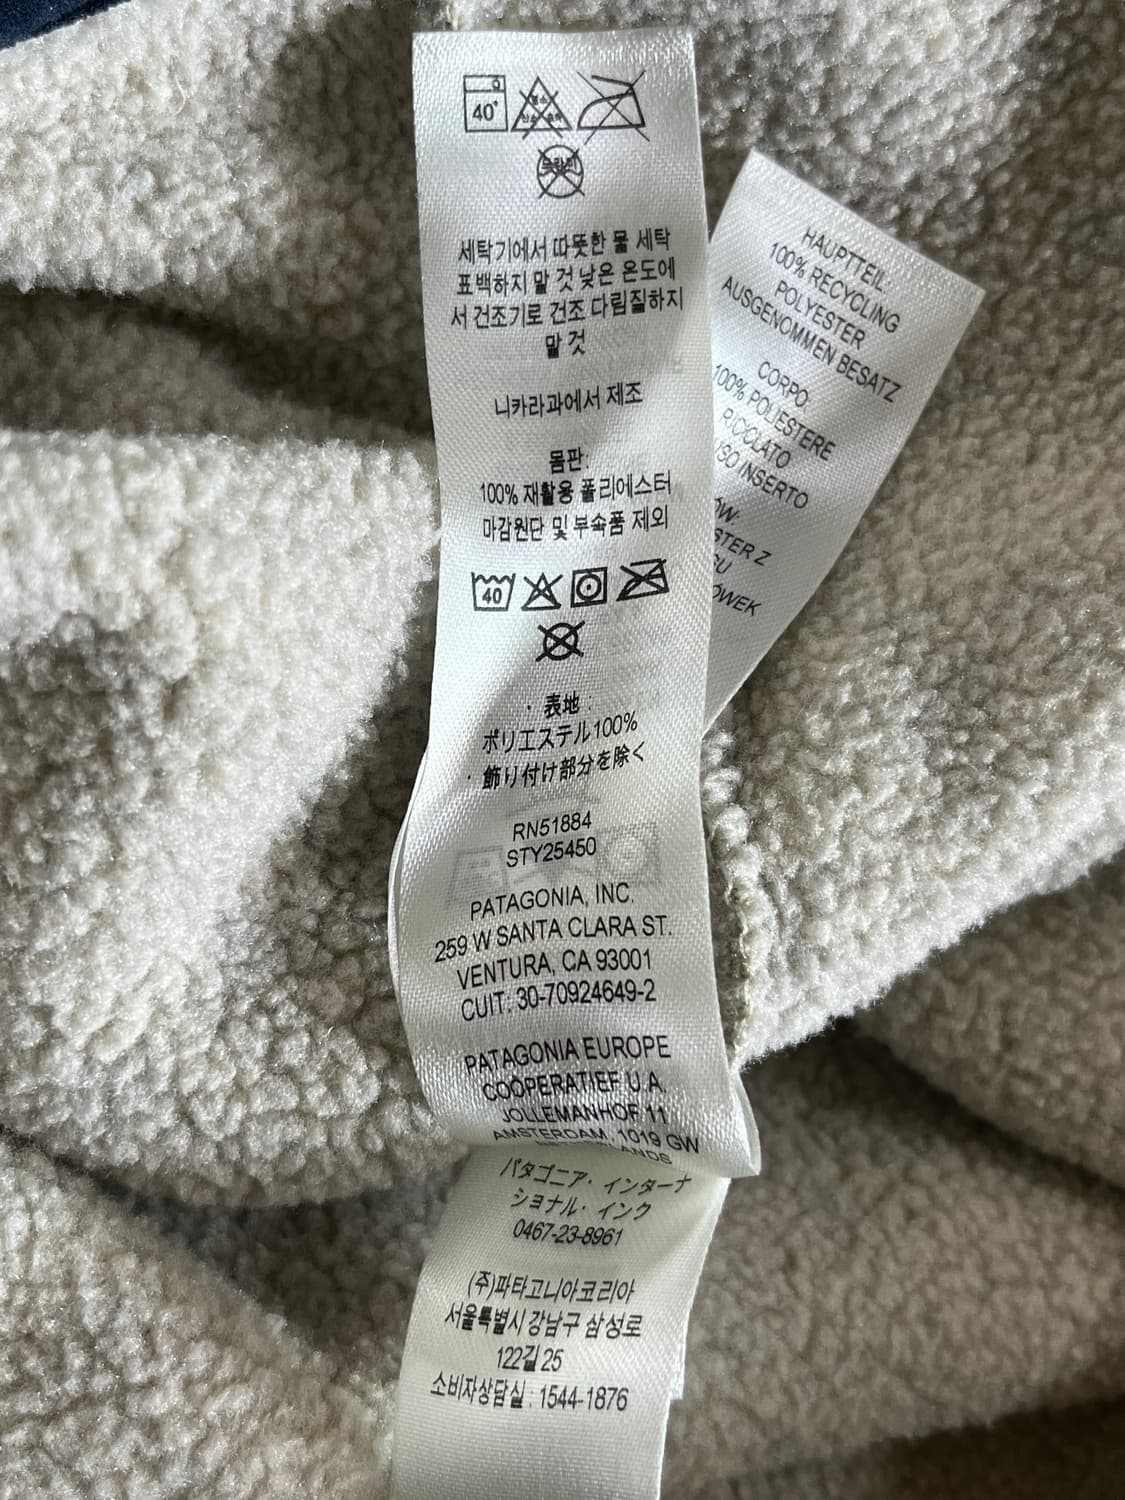 40°
세탁기에서 따뜻한 물 세탁
표백하지 말 것 낮은 온도에
서 건조기로 건조 다림질하지
말 것
니카라과에서 제조
몸판:
100% 재활용 폴리에스터
마감원단 및 부속품 제외
40
・表地:
ポリエステル100%
・飾り付け部分を除く
RN51884
STY25450
PATAGONIA, INC.
259 W SANTA CLARA ST.
VENTURA, CA 93001
CUIT: 30-70924649-2
PATAGONIA EUROPE
COÖPERATIEF U.A.
JOLLEMANHOF 11
AMSTERDAM, 1019 GW
パタゴニア・インターナ
ショナル・インク
0467-23-8961
(주)파타고니아코리아
서울특별시 강남구 삼성로
122길 25
소비자상담실 : 1544-1876
HAUPTTEIL:
100% RECYCLING
POLYESTER
AUSGENOMMEN BESATZ
CORPO
100% POLIESTERE
RICICLATO
INSERTO